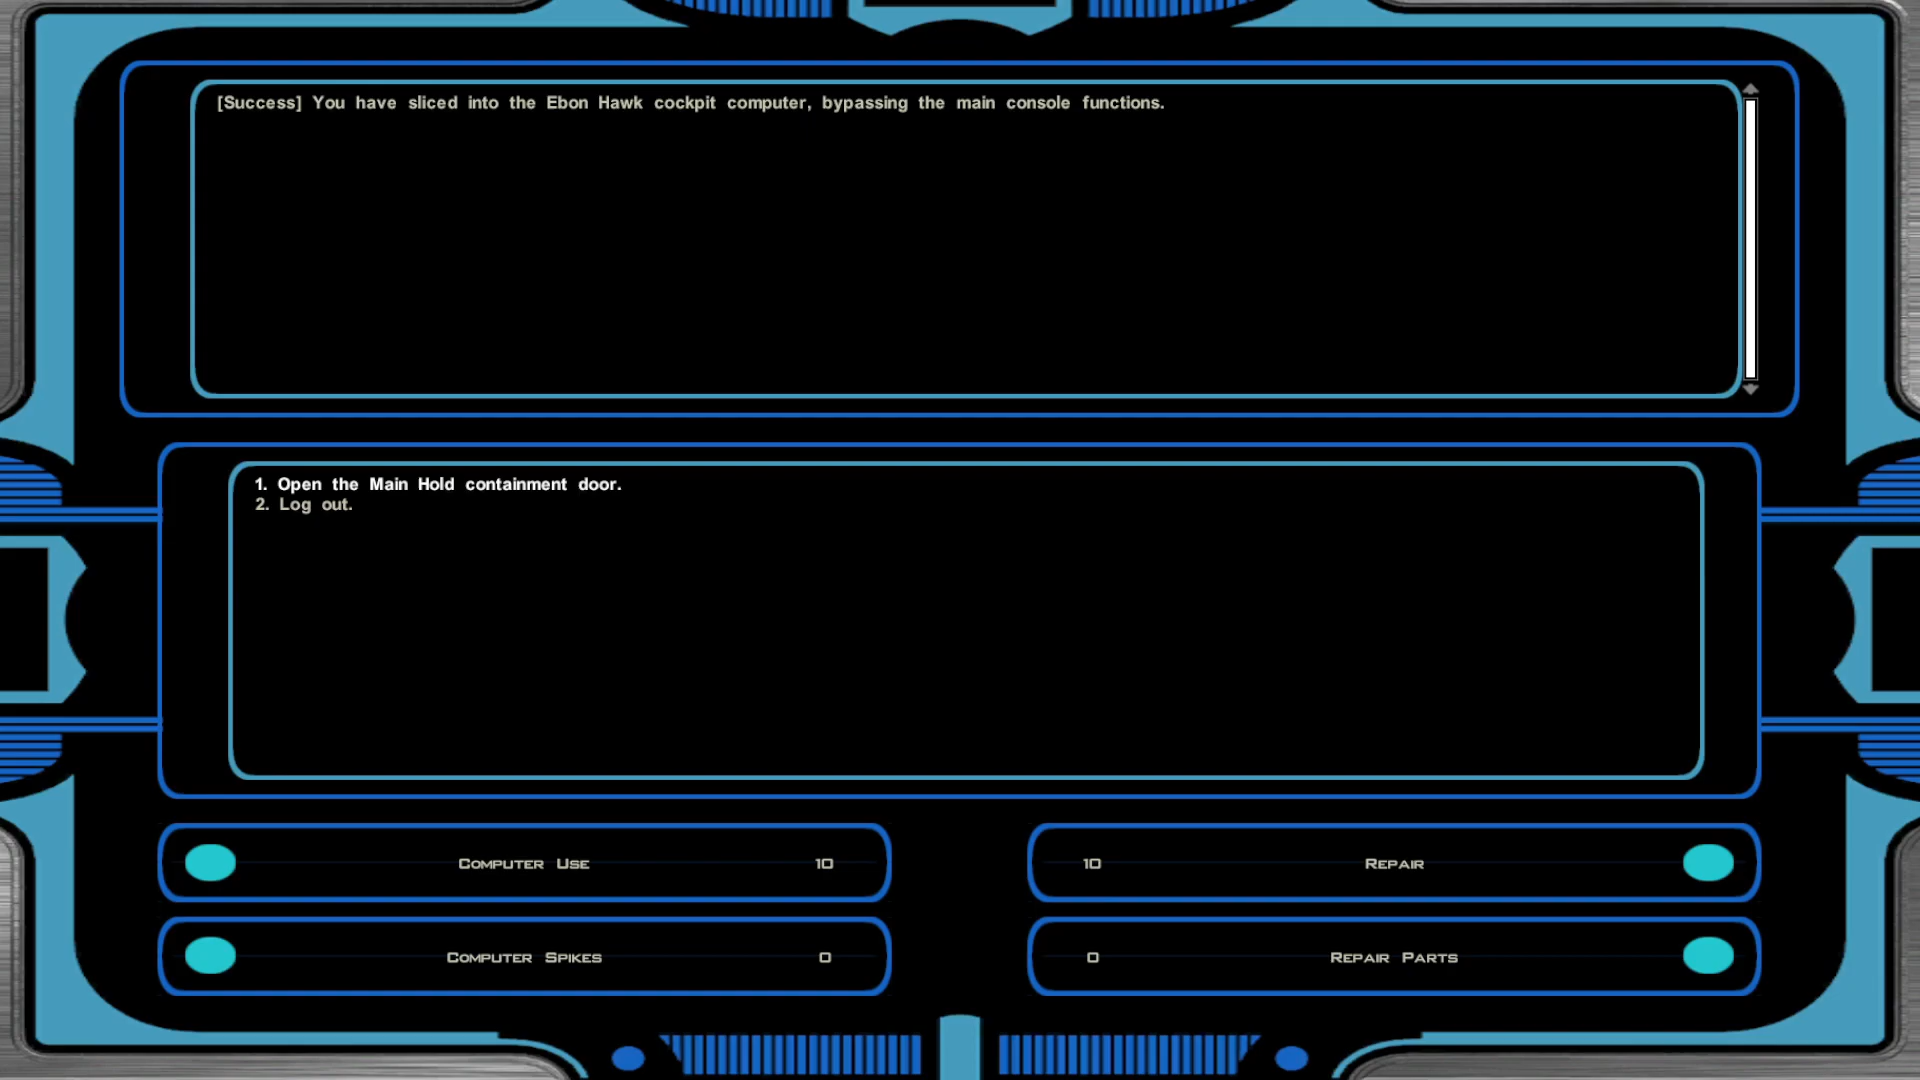 [Success] You have sliced into the Ebon Hawk cockpit computer, bypassing the main console functions.
1. Open the Main Hold containment door.
2. Log out.
Computer Use 10
10 Repair
Computer Spikes 0
0 Repair Parts